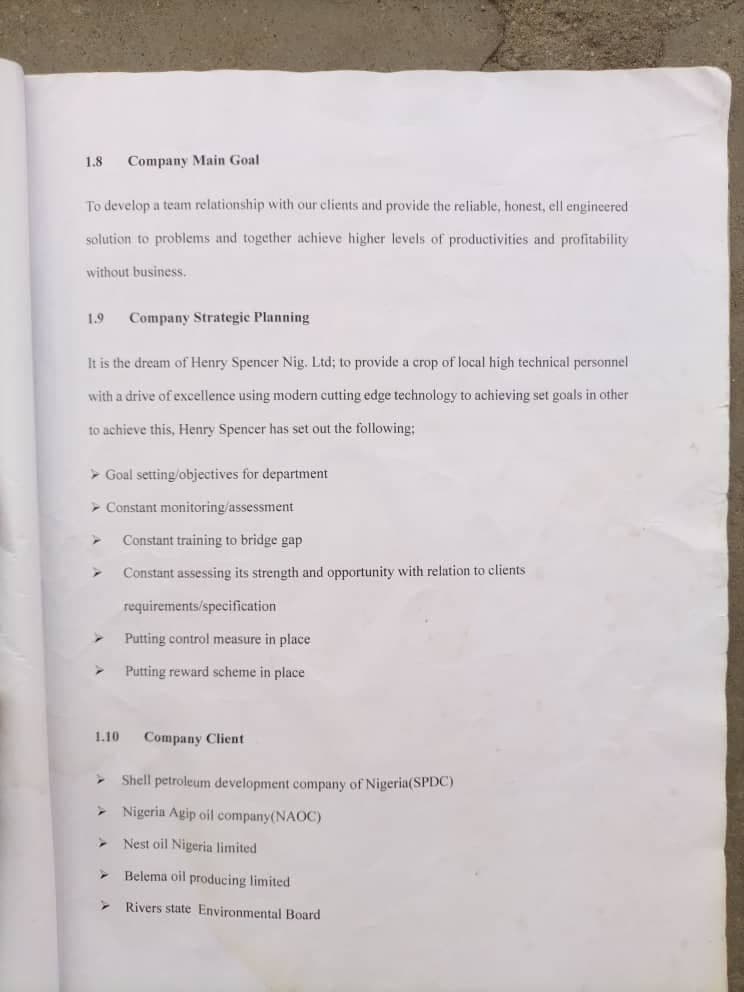 1.8 Company Main Goal
To develop a team relationship with our clients and provide the reliable, honest, ell engineered
solution to problems and together achieve higher levels of productivities and profitability
without business.
1.9 Company Strategic Planning
It is the dream of Henry Spencer Nig. Ltd; to provide a crop of local high technical personnel
with a drive of excellence using modern cutting edge technology to achieving set goals in other
to achieve this, Henry Spencer has set out the following;
➢ Goal setting/objectives for department
➢ Constant monitoring/assessment
➢ Constant training to bridge gap
➢ Constant assessing its strength and opportunity with relation to clients
requirements/specification
➢ Putting control measure in place
➢ Putting reward scheme in place
1.10 Company Client
➢ Shell petroleum development company of Nigeria(SPDC)
➢ Nigeria Agip oil company(NAOC)
➢ Nest oil Nigeria limited
➢ Belema oil producing limited
➢ Rivers state Environmental Board